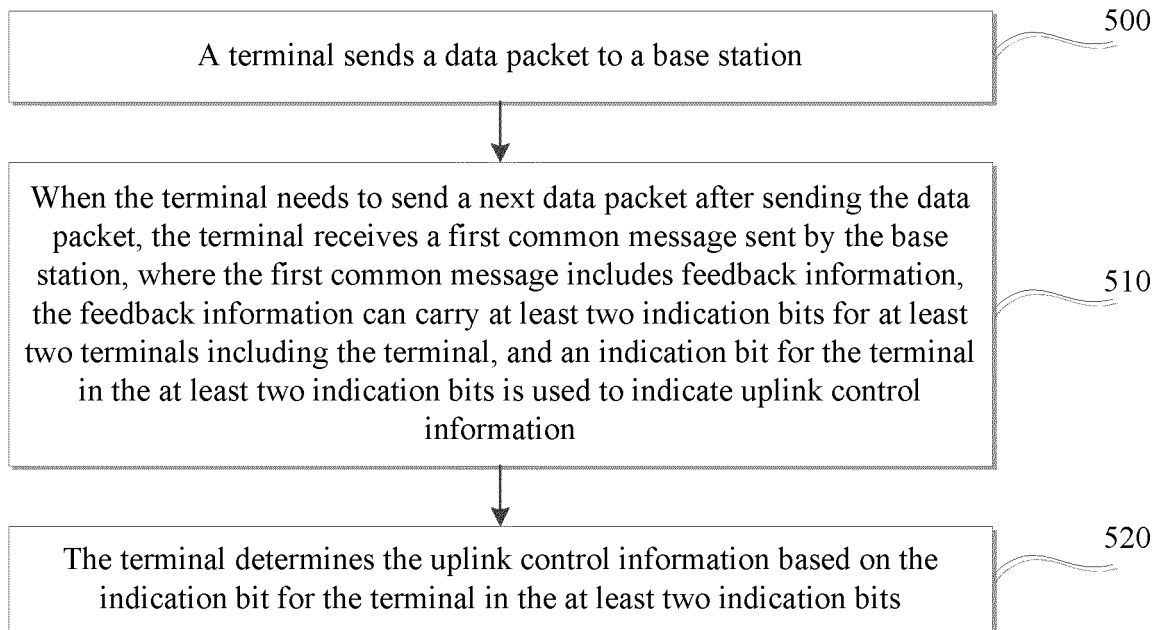 500
A terminal sends a data packet to a base station
When the terminal needs to send a next data packet after sending the data
packet, the terminal receives a first common message sent by the base
station, where the first common message includes feedback information,
the feedback information can carry at least two indication bits for at least
two terminals including the terminal, and an indication bit for the terminal
in the at least two indication bits is used to indicate uplink control
information
510
The terminal determines the uplink control information based on the
indication bit for the terminal in the at least two indication bits
520